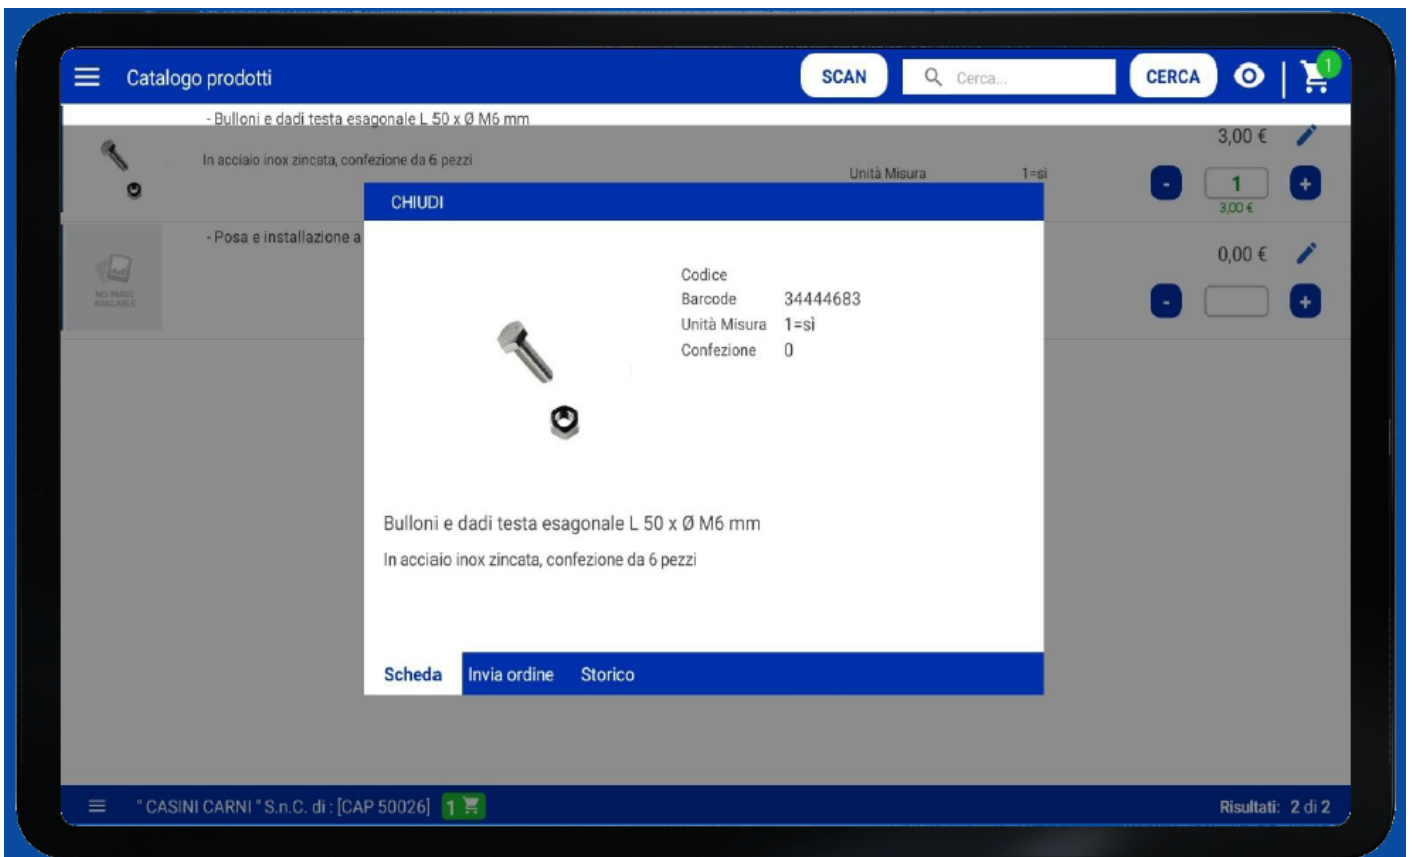 Catalogo prodotti
SCAN
Cerca...
CERCA
1
- Bulloni e dadi testa esagonale L 50 x Ø M6 mm
3,00 €
In acciaio inox zincata, confezione da 6 pezzi
Unità Misura 1=sì
- 1 +
3,00 €
CHIUDI
- Posa e installazione a
0,00 €
NO IMAGE
AVAILABLE
- +
Codice
Barcode 34444683
Unità Misura 1=sì
Confezione 0
Bulloni e dadi testa esagonale L 50 x Ø M6 mm
In acciaio inox zincata, confezione da 6 pezzi
Scheda Invia ordine Storico
" CASINI CARNI " S.n.C. di : [CAP 50026] 1
Risultati: 2 di 2